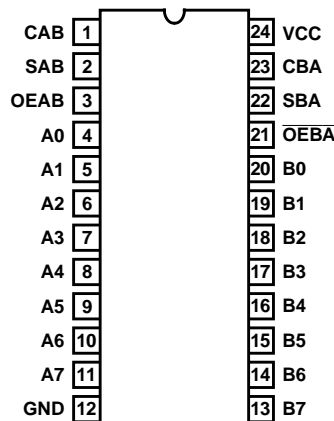 CAB 1 24 VCC
SAB 2 23 CBA
OEAB 3 22 SBA
A0 4 21 O̅E̅B̅A̅
A1 5 20 B0
A2 6 19 B1
A3 7 18 B2
A4 8 17 B3
A5 9 16 B4
A6 10 15 B5
A7 11 14 B6
GND 12 13 B7